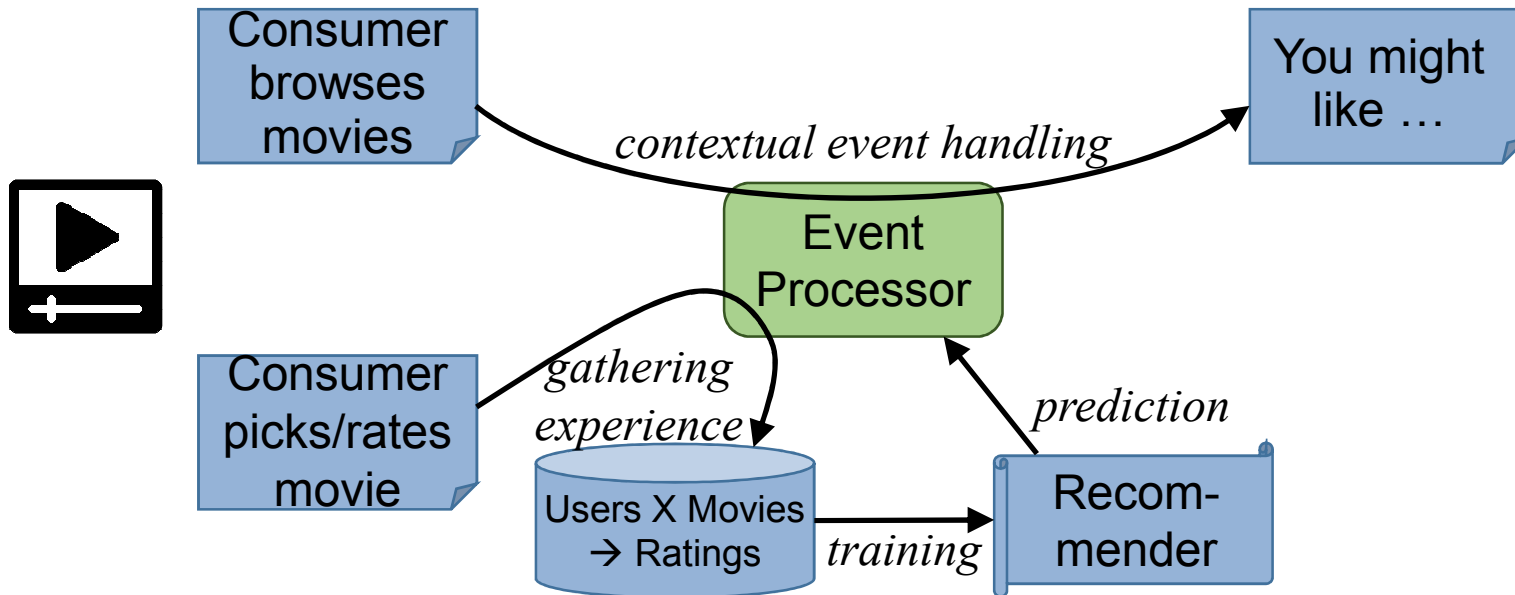 Consumer
browses
movies
You might
like …
contextual event handling
Event
Processor
Consumer
picks/rates
movie
gathering
experience
prediction
Users X Movies
→ Ratings
training
Recom-
mender